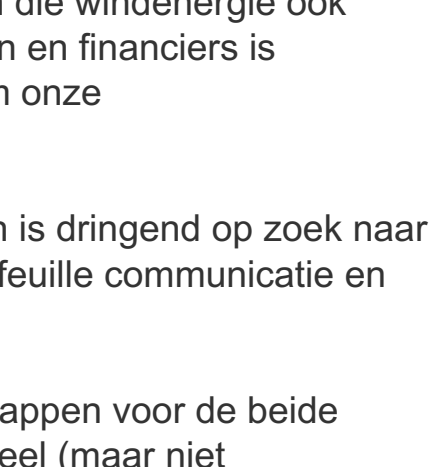 die windenergie ook
en financiers is
onze
is dringend op zoek naar
feuille communicatie en
appen voor de beide
eel (maar niet